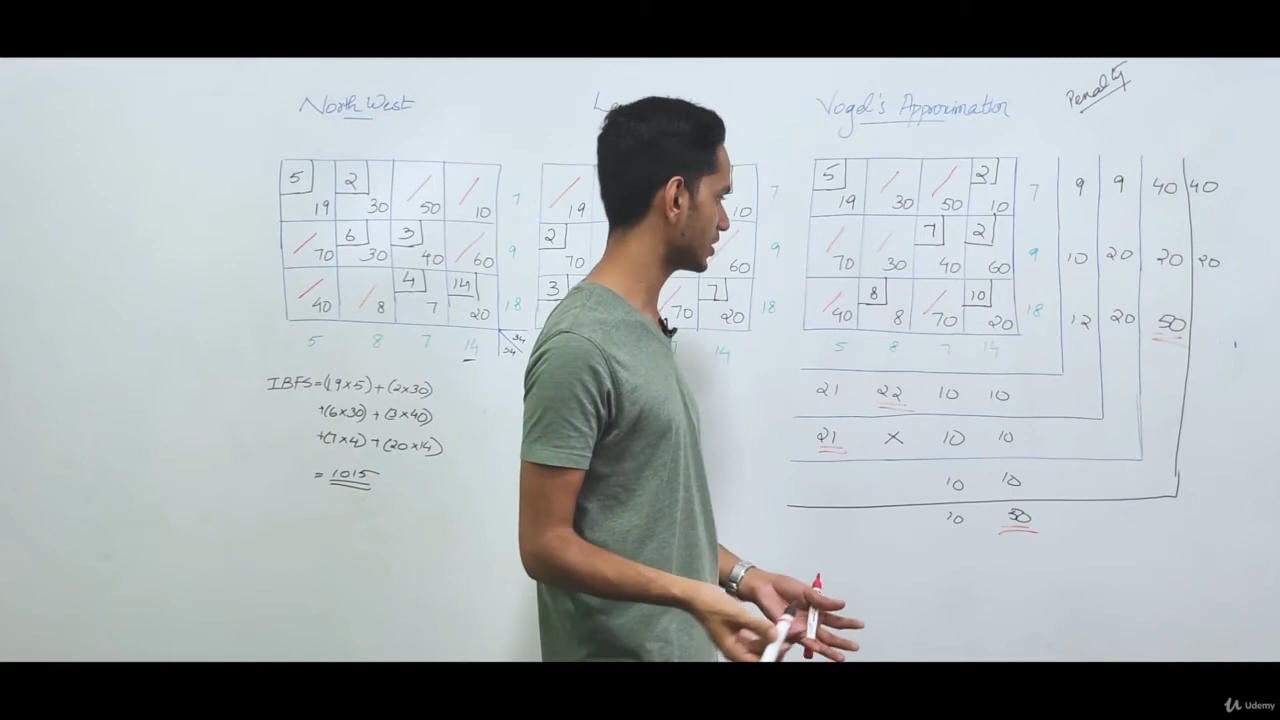 North West
Vogel's Approximation
Penalty
5 2
19 30 50 10 7
6 3
70 30 40 60 9
4 14
40 8 7 20 18
5 8 7 14
34
34
IBFS = (19×5) + (2×30)
+(6×30) + (3×40)
+(7×4) + (20×14)
= 1015
19 10 7
2
70 60 9
3 7
70 20 18
14
5 2
19 30 50 10 7 9 9 40 40
7 2
70 30 40 60 9 10 20 20 20
8 10
40 8 70 20 18 12 20 50
5 8 7 14
21 22 10 10
21 × 10 10
10 10
10 50
Udemy